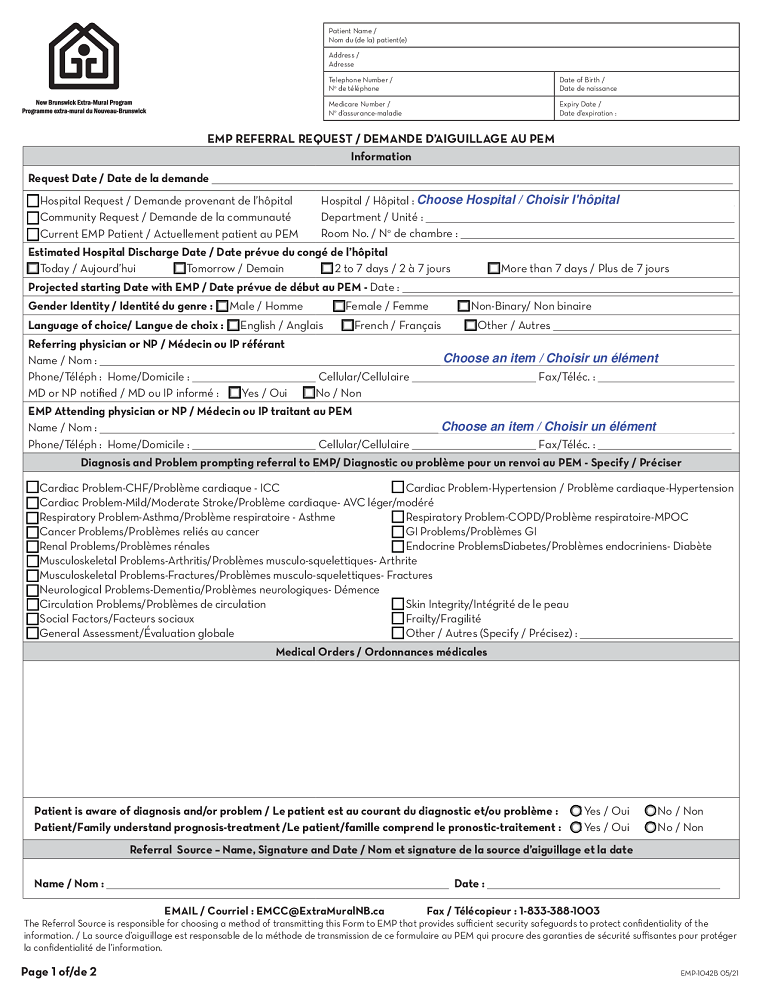 New Brunswick Extra-Mural Program
Programme extra-mural du Nouveau-Brunswick
Patient Name /
Nom du (de la) patient(e)
Address /
Adresse
Telephone Number /
Nº de téléphone
Date of Birth /
Date de naissance
Medicare Number /
Nº d'assurance-maladie
Expiry Date /
Date d'expiration :
EMP REFERRAL REQUEST / DEMANDE D'AIGUILLAGE AU PEM
Information
Request Date / Date de la demande
Hospital Request / Demande provenant de l'hôpital Hospital / Hôpital : Choose Hospital / Choisir l'hôpital
Community Request / Demande de la communauté Department / Unité :
Current EMP Patient / Actuellement patient au PEM Room No. / Nº de chambre :
Estimated Hospital Discharge Date / Date prévue du congé de l'hôpital
Today / Aujourd'hui Tomorrow / Demain 2 to 7 days / 2 à 7 jours More than 7 days / Plus de 7 jours
Projected starting Date with EMP / Date prévue de début au PEM - Date :
Gender Identity / Identité du genre : Male / Homme Female / Femme Non-Binary/ Non binaire
Language of choice/ Langue de choix : English / Anglais French / Français Other / Autres
Referring physician or NP / Médecin ou IP référant
Name / Nom : Choose an item / Choisir un élément
Phone/Téléph : Home/Domicile : Cellular/Cellulaire Fax/Téléc. :
MD or NP notified / MD ou IP informé : Yes / Oui No / Non
EMP Attending physician or NP / Médecin ou IP traitant au PEM
Name / Nom : Choose an item / Choisir un élément
Phone/Téléph : Home/Domicile : Cellular/Cellulaire Fax/Téléc. :
Diagnosis and Problem prompting referral to EMP/ Diagnostic ou problème pour un renvoi au PEM - Specify / Préciser
Cardiac Problem-CHF/Problème cardiaque - ICC Cardiac Problem-Hypertension / Problème cardiaque-Hypertension
Cardiac Problem-Mild/Moderate Stroke/Problème cardiaque- AVC léger/modéré
Respiratory Problem-Asthma/Problème respiratoire - Asthme Respiratory Problem-COPD/Problème respiratoire-MPOC
Cancer Problems/Problèmes reliés au cancer GI Problems/Problèmes GI
Renal Problems/Problèmes rénales Endocrine ProblemsDiabetes/Problèmes endocriniens- Diabète
Musculoskeletal Problems-Arthritis/Problèmes musculo-squelettiques- Arthrite
Musculoskeletal Problems-Fractures/Problèmes musculo-squelettiques- Fractures
Neurological Problems-Dementia/Problèmes neurologiques- Démence
Circulation Problems/Problèmes de circulation Skin Integrity/Intégrité de le peau
Social Factors/Facteurs sociaux Frailty/Fragilité
General Assessment/Évaluation globale Other / Autres (Specify / Précisez) :
Medical Orders / Ordonnances médicales
Patient is aware of diagnosis and/or problem / Le patient est au courant du diagnostic et/ou problème : Yes / Oui No / Non
Patient/Family understand prognosis-treatment /Le patient/famille comprend le pronostic-traitement : Yes / Oui No / Non
Referral Source – Name, Signature and Date / Nom et signature de la source d'aiguillage et la date
Name / Nom : Date :
EMAIL / Courriel : EMCC@ExtraMuralNB.ca Fax / Télécopieur : 1-833-388-1003
The Referral Source is responsible for choosing a method of transmitting this Form to EMP that provides sufficient security safeguards to protect confidentiality of the
information. / La source d'aiguillage est responsable de la méthode de transmission de ce formulaire au PEM qui procure des garanties de sécurité suffisantes pour protéger
la confidentialité de l'information.
Page 1 of/de 2 EMP-1042B 05/21